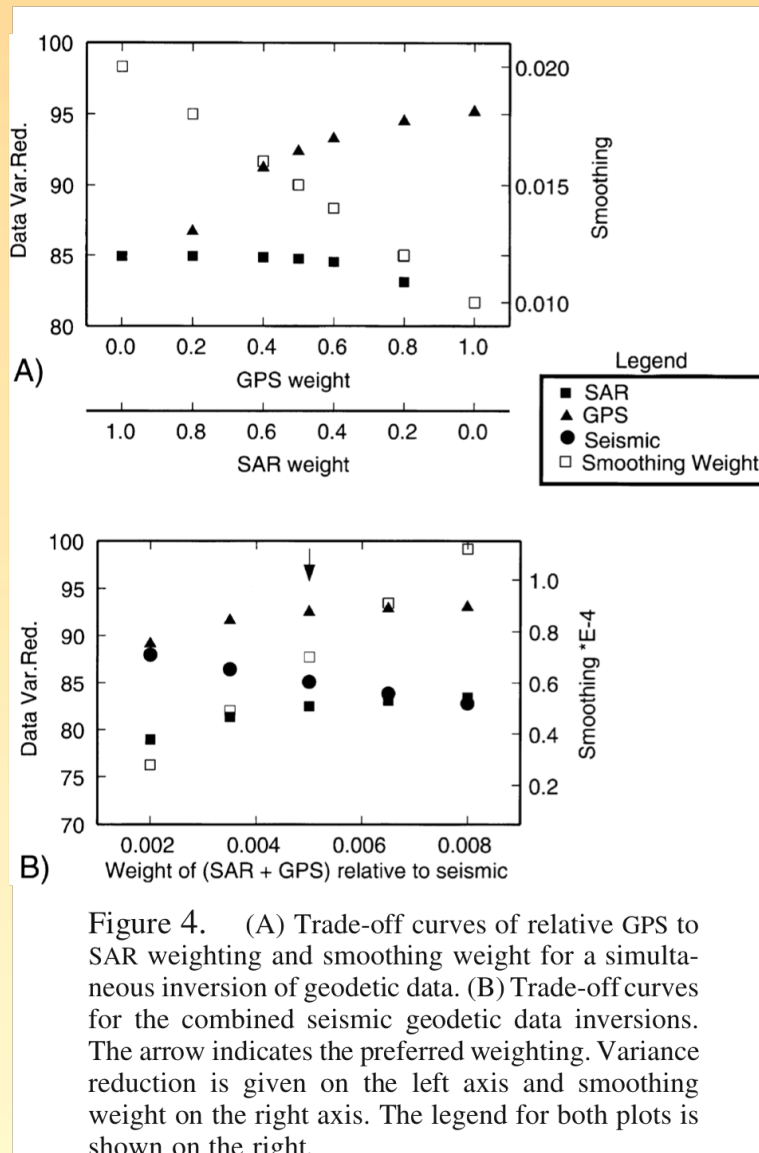 100
95
90
85
80
Data Var.Red.
0.020
0.015
0.010
Smoothing
0.0 0.2 0.4 0.6 0.8 1.0
GPS weight
A)
1.0 0.8 0.6 0.4 0.2 0.0
SAR weight
Legend
SAR
GPS
Seismic
Smoothing Weight
100
95
90
85
80
75
70
Data Var.Red.
1.0
0.8
0.6
0.4
0.2
Smoothing *E-4
0.002 0.004 0.006 0.008
Weight of (SAR + GPS) relative to seismic
B)
Figure 4. (A) Trade-off curves of relative GPS to
SAR weighting and smoothing weight for a simulta-
neous inversion of geodetic data. (B) Trade-off curves
for the combined seismic geodetic data inversions.
The arrow indicates the preferred weighting. Variance
reduction is given on the left axis and smoothing
weight on the right axis. The legend for both plots is
shown on the right.